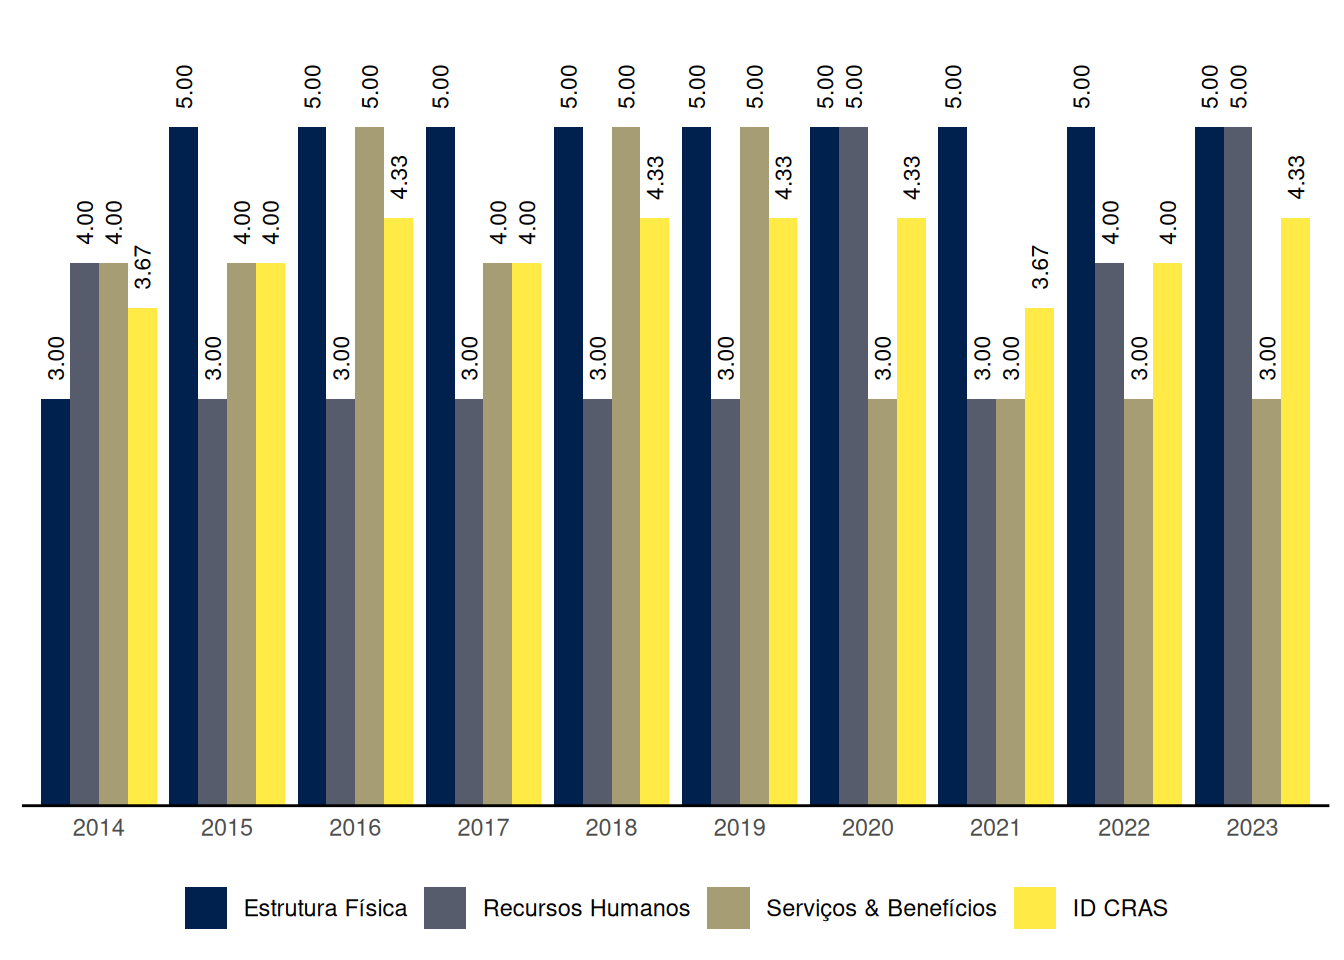 5.00 5.00 5.00 5.00 5.00 5.00 5.00 5.00 5.00 5.00 5.00 5.00 5.00 5.00
4.33 4.33 4.33 4.33 4.33
4.00 4.00 4.00 4.00 4.00 4.00 4.00 4.00
3.67 3.67
3.00 3.00 3.00 3.00 3.00 3.00 3.00 3.00 3.00 3.00 3.00
2014 2015 2016 2017 2018 2019 2020 2021 2022 2023
Estrutura Física Recursos Humanos Serviços & Benefícios ID CRAS